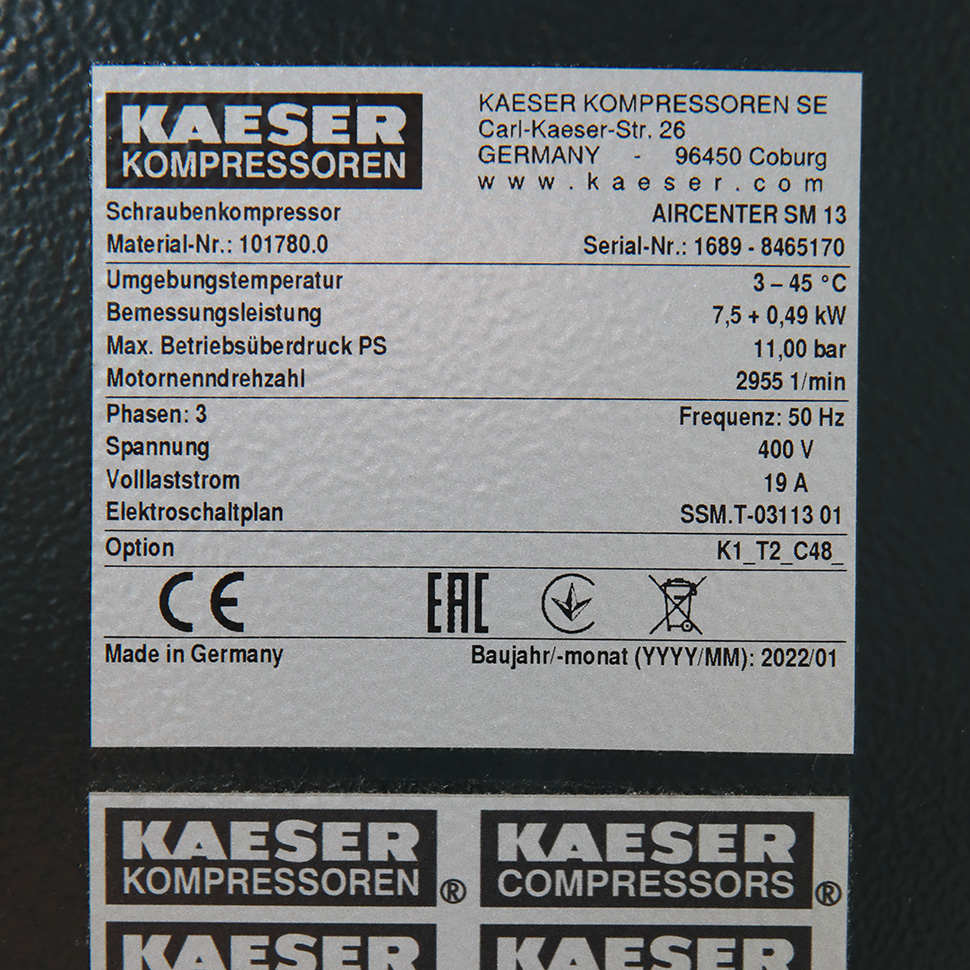 KAESER
KOMPRESSOREN
KAESER KOMPRESSOREN SE
Carl-Kaeser-Str. 26
GERMANY - 96450 Coburg
www.kaeser.com
Schraubenkompressor AIRCENTER SM 13
Material-Nr.: 101780.0 Serial-Nr.: 1689 - 8465170
Umgebungstemperatur 3 – 45 °C
Bemessungsleistung 7,5 + 0,49 kW
Max. Betriebsüberdruck PS 11,00 bar
Motornenndrehzahl 2955 1/min
Phasen: 3 Frequenz: 50 Hz
Spannung 400 V
Volllaststrom 19 A
Elektroschaltplan SSM.T-03113 01
Option K1_T2_C48_
CE EAC
Made in Germany Baujahr/-monat (YYYY/MM): 2022/01
KAESER KAESER
KOMPRESSOREN ® COMPRESSORS ®
KAESER KAESER